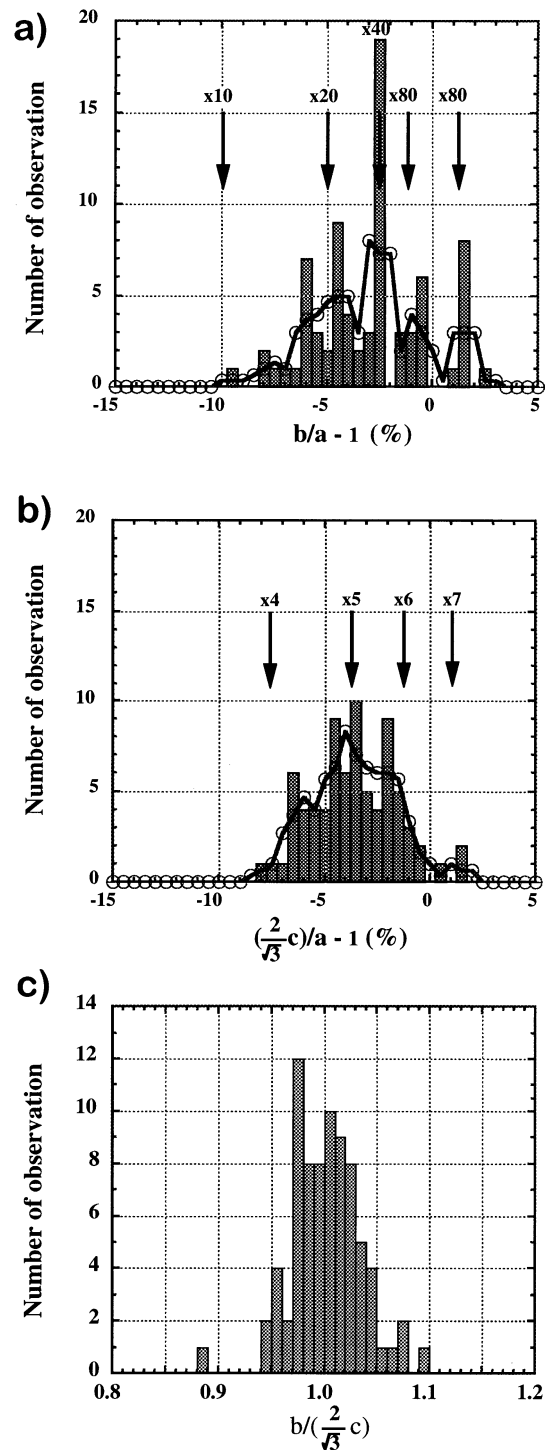 a)
Number of observation
20
15
10
5
0
x10
x20
x40
x80
x80
-15
-10
-5
0
5
b/a - 1 (%)
b)
Number of observation
20
15
10
5
0
x4
x5
x6
x7
-15
-10
-5
0
5
(2/√3 c)/a - 1 (%)
c)
Number of observation
14
12
10
8
6
4
2
0
0.8
0.9
1.0
1.1
1.2
b/(2/√3 c)